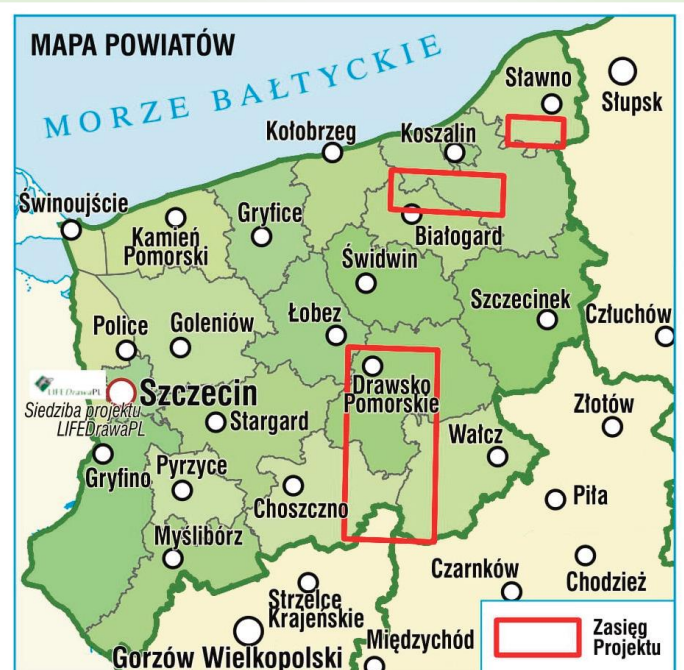 MAPA POWIATÓW
MORZE BAŁTYCKIE
Sławno
Słupsk
Kołobrzeg
Koszalin
Świnoujście
Kamień
Pomorski
Gryfice
Białogard
Świdwin
Szczecinek
Człuchów
Police
Goleniów
Łobez
Drawsko
Pomorskie
LIFEDrawaPL
Szczecin
Siedziba projektu
LIFEDrawaPL
Stargard
Złotów
Wałcz
Gryfino
Pyrzyce
Choszczno
Piła
Myślibórz
Czarnków
Chodzież
Strzelce
Krajeńskie
Gorzów Wielkopolski
Międzychód
Zasięg
Projektu